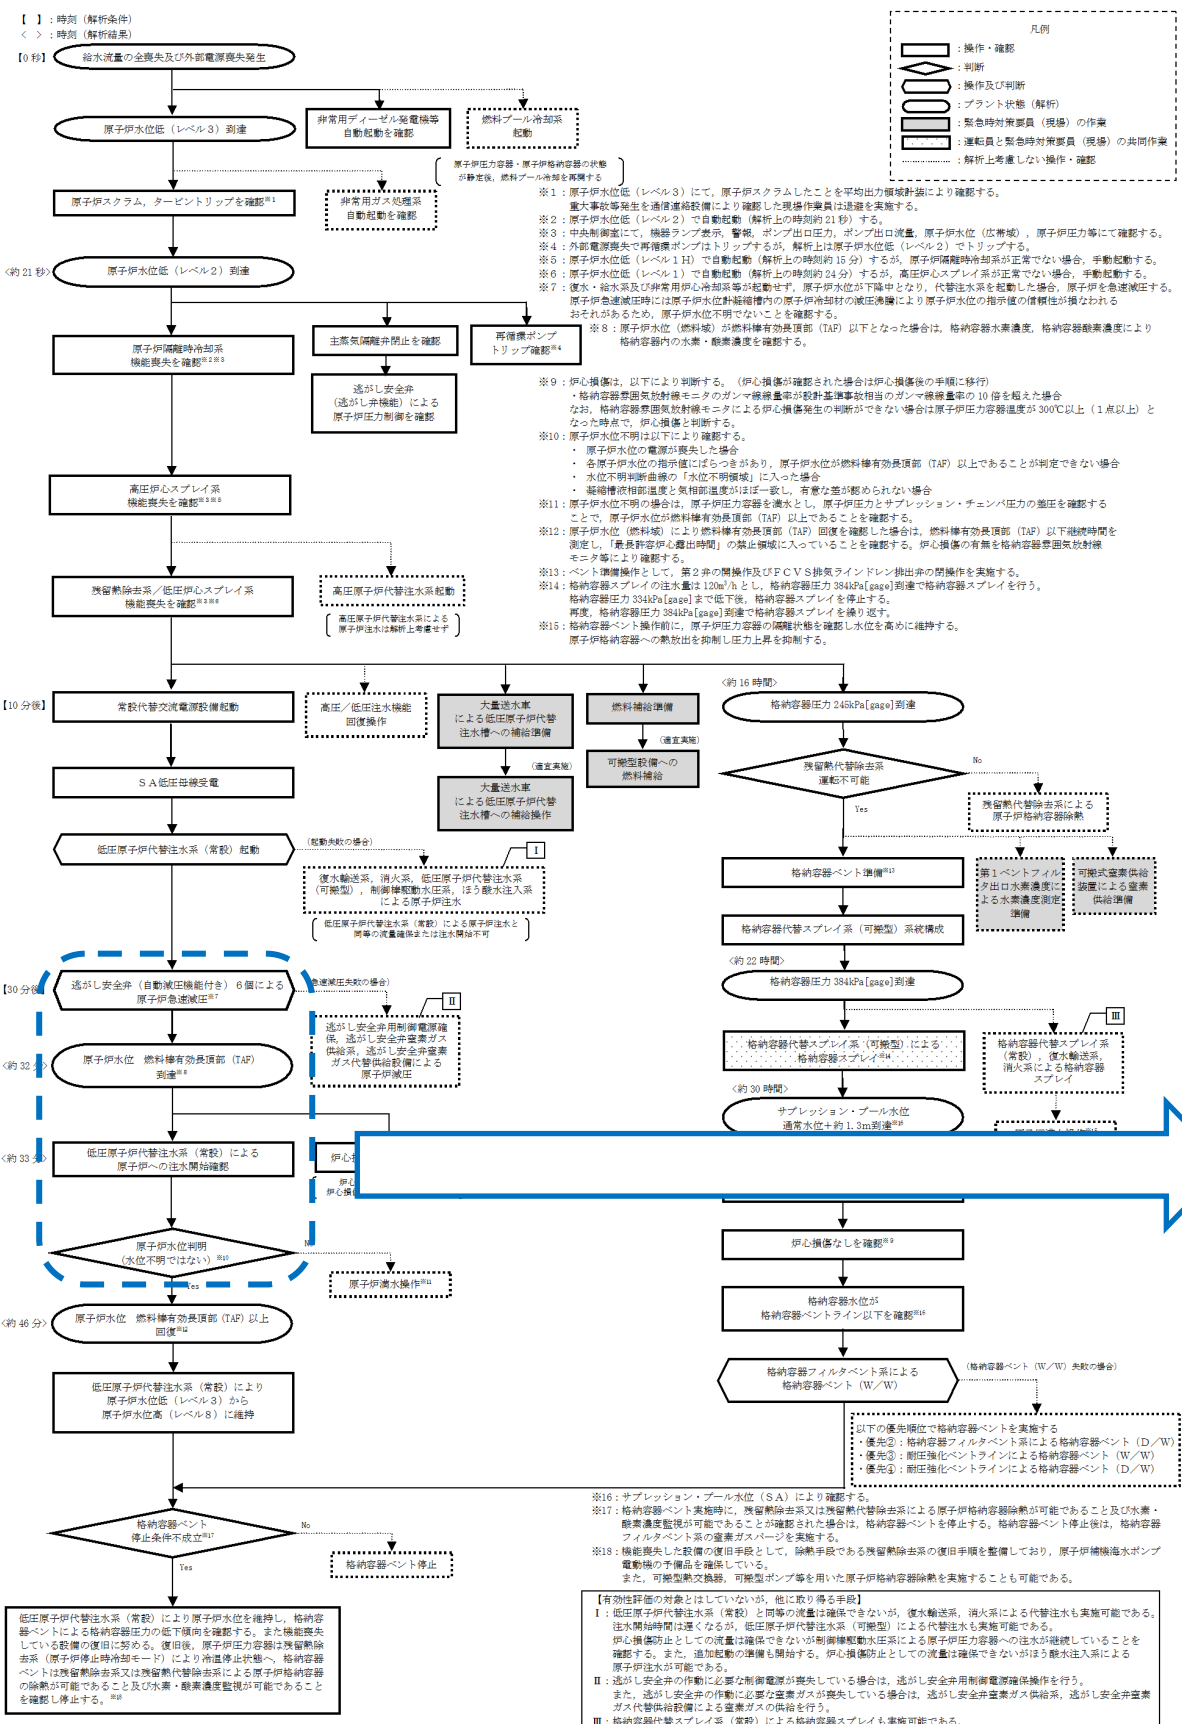 【　】：時刻（解析条件）
＜　＞：時刻（解析結果）
凡例
：操作・確認
：判断
：操作及び判断
：プラント状態（解析）
：緊急時対策要員（現場）の作業
：運転員と緊急時対策要員（現場）の共同作業
：解析上考慮しない操作・確認
【0秒】
給水流量の全喪失及び外部電源喪失発生
原子炉水位低（レベル３）到達
非常用ディーゼル発電機等
自動起動を確認
燃料プール冷却系
起動
原子炉圧力容器・原子炉格納容器の状態
が静定後，燃料プール冷却を再開する
原子炉スクラム，タービントリップを確認※1
非常用ガス処理系
自動起動を確認
＜約21秒＞
原子炉水位低（レベル２）到達
原子炉隔離時冷却系
機能喪失を確認※2※3
主蒸気隔離弁閉止を確認
再循環ポンプ
トリップ確認※4
逃がし安全弁
（逃がし弁機能）による
原子炉圧力制御を確認
高圧炉心スプレイ系
機能喪失を確認※3※5
残留熱除去系／低圧炉心スプレイ系
機能喪失を確認※3※6
高圧原子炉代替注水系起動
高圧原子炉代替注水系による
原子炉注水は解析上考慮せず
※１：原子炉水位低（レベル３）にて，原子炉スクラムしたことを平均出力領域計装により確認する。
重大事故等発生を通信連絡設備により確認した現場作業員は退避を実施する。
※２：原子炉水位低（レベル２）で自動起動（解析上の時刻約21秒）する。
※３：中央制御室にて，機器ランプ表示，警報，ポンプ出口圧力，ポンプ出口流量，原子炉水位（広帯域），原子炉圧力等にて確認する。
※４：外部電源喪失で再循環ポンプはトリップするが，解析上は原子炉水位低（レベル２）でトリップする。
※５：原子炉水位低（レベル１Ｈ）で自動起動（解析上の時刻約15分）するが，原子炉隔離時冷却系が正常でない場合，手動起動する。
※６：原子炉水位低（レベル１）で自動起動（解析上の時刻約24分）するが，高圧炉心スプレイ系が正常でない場合，手動起動する。
※７：復水・給水系及び非常用炉心冷却系等が起動せず，原子炉水位が下降中となり，代替注水系を起動した場合，原子炉を急速減圧する。
原子炉急速減圧時には原子炉水位計凝縮槽内の原子炉冷却材の減圧沸騰により原子炉水位の指示値の信頼性が損なわれる
おそれがあるため，原子炉水位不明でないことを確認する。
※８：原子炉水位（燃料域）が燃料棒有効長頂部（TAF）以下となった場合は，格納容器水素濃度，格納容器酸素濃度により
格納容器内の水素・酸素濃度を確認する。
※９：炉心損傷は，以下により判断する。（炉心損傷が確認された場合は炉心損傷後の手順に移行）
・格納容器雰囲気放射線モニタのガンマ線線量率が設計基準事故相当のガンマ線線量率の10倍を超えた場合
なお，格納容器雰囲気放射線モニタによる炉心損傷発生の判断ができない場合は原子炉圧力容器温度が300℃以上（１点以上）と
なった時点で，炉心損傷と判断する。
※10：原子炉水位不明は以下により確認する。
・　原子炉水位の電源が喪失した場合
・　各原子炉水位の指示値にばらつきがあり，原子炉水位が燃料棒有効長頂部（TAF）以上であることが判定できない場合
・　水位不明判断曲線の「水位不明領域」に入った場合
・　凝縮槽液相部温度と気相部温度がほぼ一致し，有意な差が認められない場合
※11：原子炉水位不明の場合は，原子炉圧力容器を満水とし，原子炉圧力とサプレッション・チェンバ圧力の差圧を確認する
ことで，原子炉水位が燃料棒有効長頂部（TAF）以上であることを確認する。
※12：原子炉水位（燃料域）により燃料棒有効長頂部（TAF）回復を確認した場合は，燃料棒有効長頂部（TAF）以下継続時間を
測定し，「最長許容炉心露出時間」の禁止領域に入っていることを確認する。炉心損傷の有無を格納容器雰囲気放射線
モニタ等により確認する。
※13：ベント準備操作として，第２弁の開操作及びＦＣＶＳ排気ラインドレン排出弁の閉操作を実施する。
※14：格納容器スプレイの注水量は120m³/hとし，格納容器圧力384kPa[gage]到達で格納容器スプレイを行う。
格納容器圧力334kPa[gage]まで低下後，格納容器スプレイを停止する。
再度，格納容器圧力384kPa[gage]到達で格納容器スプレイを繰り返す。
※15：格納容器ベント操作前に，原子炉圧力容器の隔離状態を確認し水位を高めに維持する。
原子炉格納容器への熱放出を抑制し圧力上昇を抑制する。
【10分後】
常設代替交流電源設備起動
高圧／低圧注水機能
回復操作
大量送水車
による低圧原子炉代替
注水槽への補給準備
燃料補給準備
（適宜実施）
（適宜実施）
可搬型設備への
燃料補給
大量送水車
による低圧原子炉代替
注水槽への補給操作
ＳＡ低圧母線受電
低圧原子炉代替注水系（常設）起動
（起動失敗の場合）
Ⅰ
復水輸送系，消火系，低圧原子炉代替注水系
（可搬型），制御棒駆動水圧系，ほう酸水注入系
による原子炉注水
低圧原子炉代替注水系（常設）による原子炉注水と
同等の流量確保または注水開始不可
【30分後
逃がし安全弁（自動減圧機能付き）６個による
原子炉急速減圧※7
急速減圧失敗の場合）
Ⅱ
逃がし安全弁用制御電源確
保，逃がし安全弁窒素ガス
供給系，逃がし安全弁窒素
ガス代替供給設備による
原子炉減圧
＜約32分
原子炉水位　燃料棒有効長頂部（TAF）
到達※8
＜約33分
低圧原子炉代替注水系（常設）による
原子炉への注水開始確認
炉心損
炉心
炉心損傷
原子炉水位判明
（水位不明ではない）※10
Yes
原子炉満水操作※11
＜約46分＞
原子炉水位　燃料棒有効長頂部（TAF）以上
回復※12
低圧原子炉代替注水系（常設）により
原子炉水位低（レベル３）から
原子炉水位高（レベル８）に維持
＜約16時間＞
格納容器圧力245kPa[gage]到達
残留熱代替除去系
運転不可能
No
残留熱代替除去系による
原子炉格納容器除熱
Yes
格納容器ベント準備※13
第１ベントフィル
タ出口水素濃度に
よる水素濃度測定
準備
可搬式窒素供給
装置による窒素
供給準備
格納容器代替スプレイ系（可搬型）系統構成
＜約22時間＞
格納容器圧力384kPa[gage]到達
Ⅲ
格納容器代替スプレイ系（可搬型）による
格納容器スプレイ※14
格納容器代替スプレイ系
（常設），復水輸送系，
消火系による格納容器
スプレイ
＜約30時間＞
サプレッション・プール水位
通常水位＋約1.3m到達※16
炉心損傷なしを確認※9
格納容器水位が
格納容器ベントライン以下を確認※16
格納容器フィルタベント系による
格納容器ベント（Ｗ／Ｗ）
（格納容器ベント（Ｗ／Ｗ）失敗の場合）
以下の優先順位で格納容器ベントを実施する
・優先②：格納容器フィルタベント系による格納容器ベント（Ｄ／Ｗ）
・優先③：耐圧強化ベントラインによる格納容器ベント（Ｗ／Ｗ）
・優先④：耐圧強化ベントラインによる格納容器ベント（Ｄ／Ｗ）
格納容器ベント
停止条件不成立※17
No
格納容器ベント停止
Yes
低圧原子炉代替注水系（常設）により原子炉水位を維持し，格納容
器ベントによる格納容器圧力の低下傾向を確認する。また機能喪失
している設備の復旧に努める。復旧後，原子炉圧力容器は残留熱除
去系（原子炉停止時冷却モード）により冷温停止状態へ，格納容器
ベントは残留熱除去系又は残留熱代替除去系による原子炉格納容器
の除熱が可能であること及び水素・酸素濃度監視が可能であること
を確認し停止する。※18
※16：サプレッション・プール水位（ＳＡ）により確認する。
※17：格納容器ベント実施時に，残留熱除去系又は残留熱代替除去系による原子炉格納容器除熱が可能であること及び水素・
酸素濃度監視が可能であることが確認された場合は，格納容器ベントを停止する。格納容器ベント停止後は，格納容器
フィルタベント系の窒素ガスパージを実施する。
※18：機能喪失した設備の復旧手段として，除熱手段である残留熱除去系の復旧手順を整備しており，原子炉補機海水ポンプ
電動機の予備品を確保している。
また，可搬型熱交換器，可搬型ポンプ等を用いた原子炉格納容器除熱を実施することも可能である。
【有効性評価の対象とはしていないが，他に取り得る手段】
Ⅰ：低圧原子炉代替注水系（常設）と同等の流量は確保できないが，復水輸送系，消火系による代替注水も実施可能である。
注水開始時間は遅くなるが，低圧原子炉代替注水系（可搬型）による代替注水も実施可能である。
炉心損傷防止としての流量は確保できないが制御棒駆動水圧系による原子炉圧力容器への注水が継続していることを
確認する。また，追加起動の準備も開始する。炉心損傷防止としての流量は確保できないがほう酸水注入系による
原子炉注水が可能である。
Ⅱ：逃がし安全弁の作動に必要な制御電源が喪失している場合は，逃がし安全弁用制御電源確保操作を行う。
また，逃がし安全弁の作動に必要な窒素ガスが喪失している場合は，逃がし安全弁窒素ガス供給系，逃がし安全弁窒素
ガス代替供給設備による窒素ガスの供給を行う。
Ⅲ：格納容器代替スプレイ系（常設）による格納容器スプレイも実施可能である。